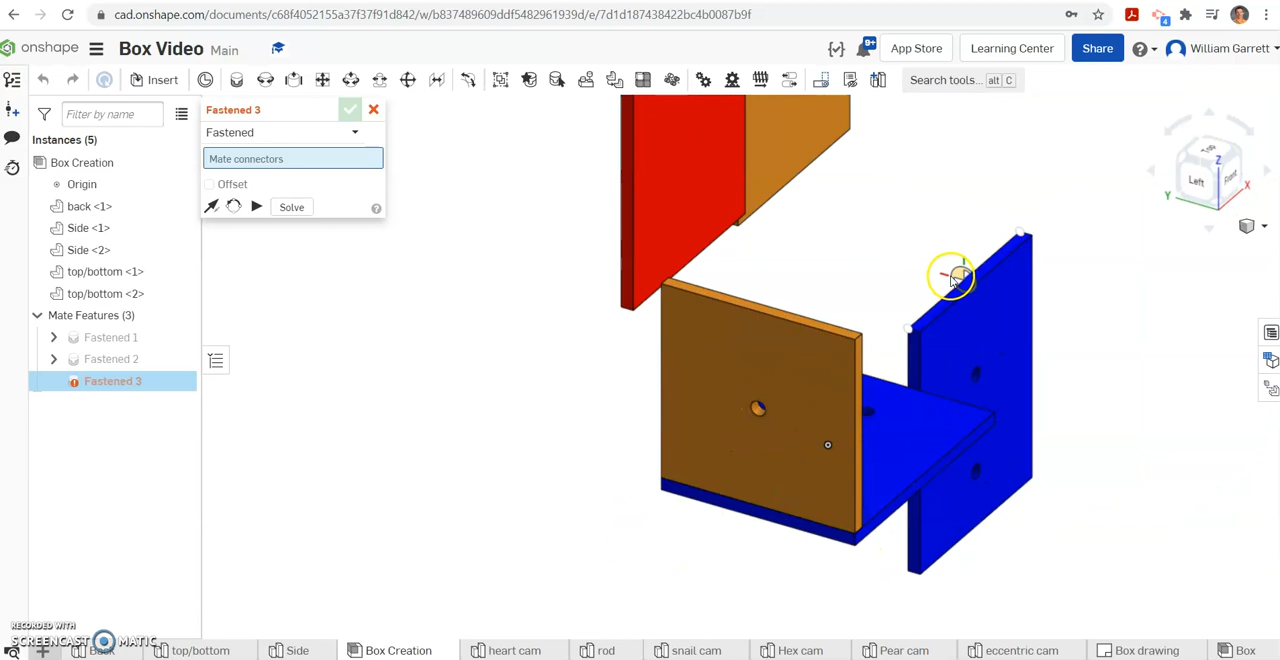 cad.onshape.com/documents/c68f4052155a37f37f91d842/w/b837489609ddf5482961939d/e/7d1d187438422bc4b0087b9f
4
onshape
Box Video Main
9+
App Store
Learning Center
Share
?
William Garrett
Insert
Search tools... alt C
Filter by name
Instances (5)
Box Creation
Origin
back <1>
Side <1>
Side <2>
top/bottom <1>
top/bottom <2>
Mate Features (3)
Fastened 1
Fastened 2
Fastened 3
Fastened 3
Fastened
Mate connectors
Offset
Solve
?
Top
Left
Front
Z
X
Y
RECORDED WITH
SCREENCAST MATIC
Back
top/bottom
Side
Box Creation
heart cam
rod
snail cam
Hex cam
Pear cam
eccentric cam
Box drawing
Box